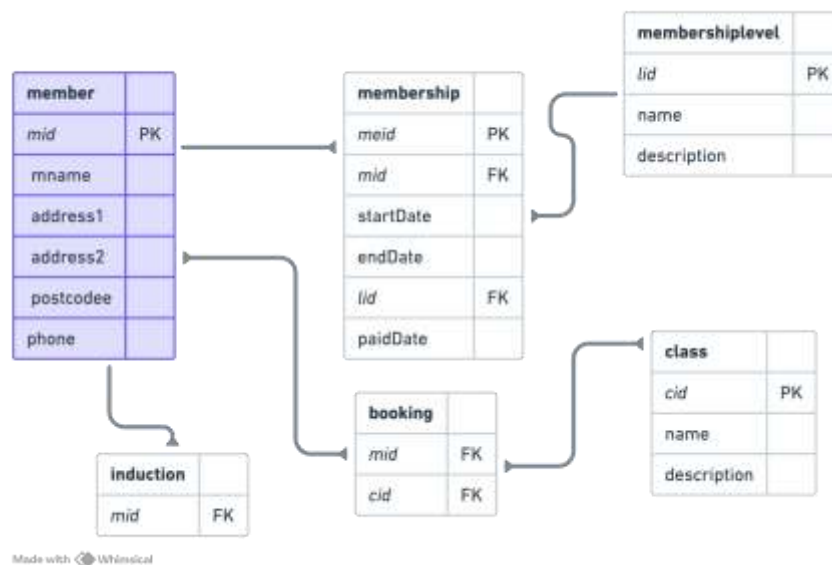 member
mid PK
mname
address1
address2
postcodee
phone
membership
meid PK
mid FK
startDate
endDate
lid FK
paidDate
membershiplevel
lid PK
name
description
booking
mid FK
cid FK
class
cid PK
name
description
induction
mid FK
Made with Whimsical